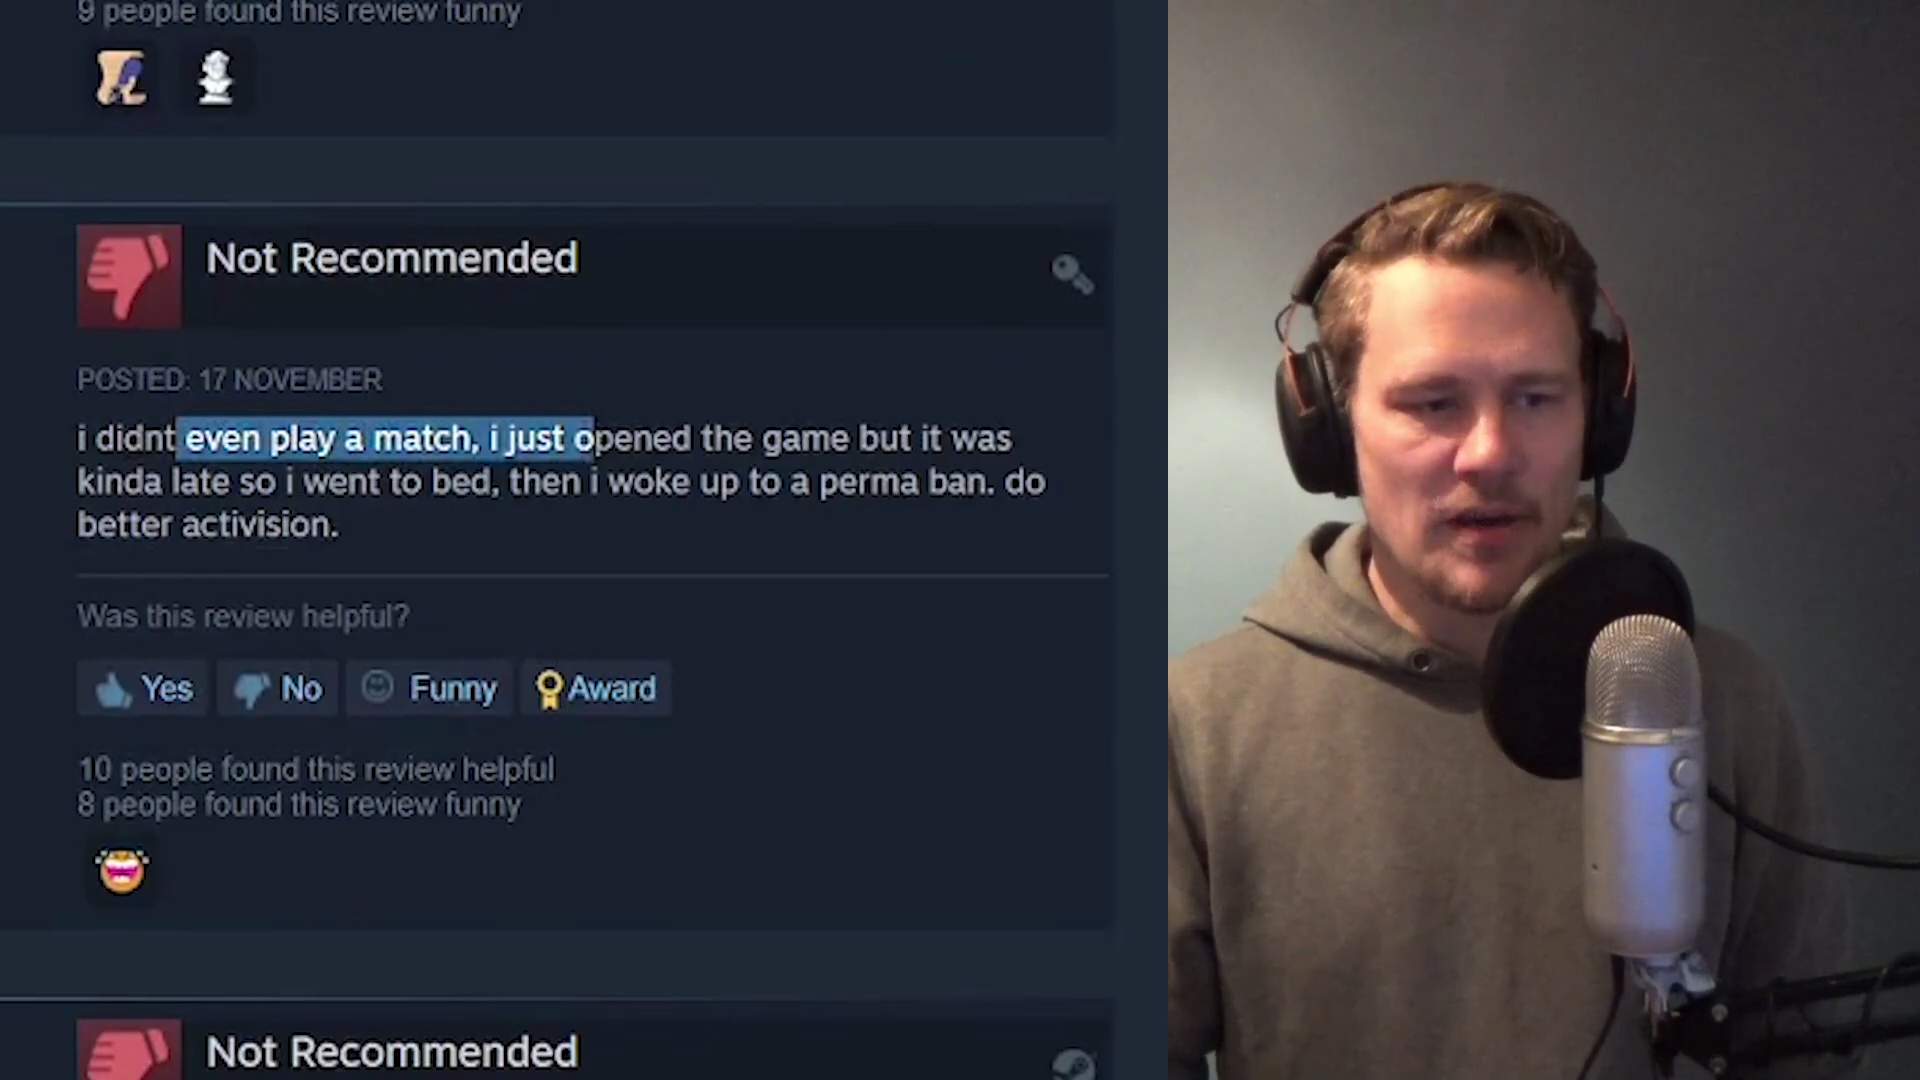 9 people found this review funny
Not Recommended
POSTED: 17 NOVEMBER
i didnt even play a match, i just opened the game but it was
kinda late so i went to bed, then i woke up to a perma ban. do
better activision.
Was this review helpful?
Yes No Funny Award
10 people found this review helpful
8 people found this review funny
Not Recommended